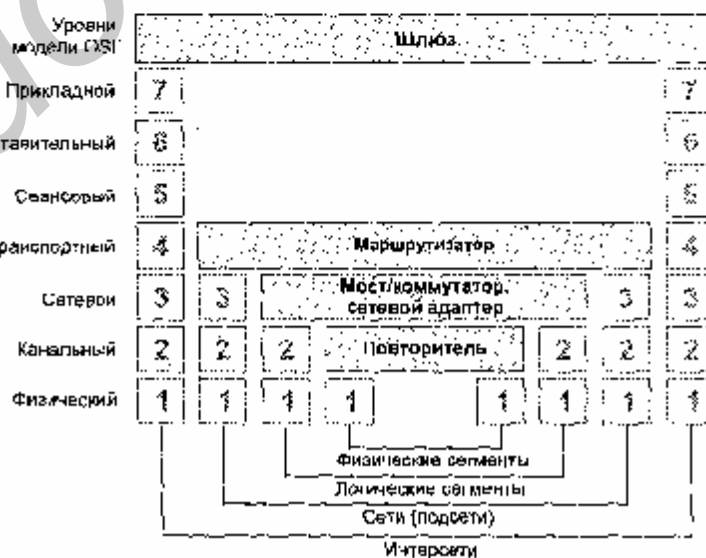 Уровни
модели OSI
Шлюз
Прикладной 7 7
тавительный 6 6
Сеансовый 5 5
ранспортный 4 Маршрутизатор 4
Сетевой 3 3 Мост/коммутатор, 3 3
сетевой адаптер
Канальный 2 2 2 Повторитель 2 2 2
Физический 1 1 1 1 1 1 1 1
Физические сегменты
Логические сегменты
Сети (подсети)
Интерсети